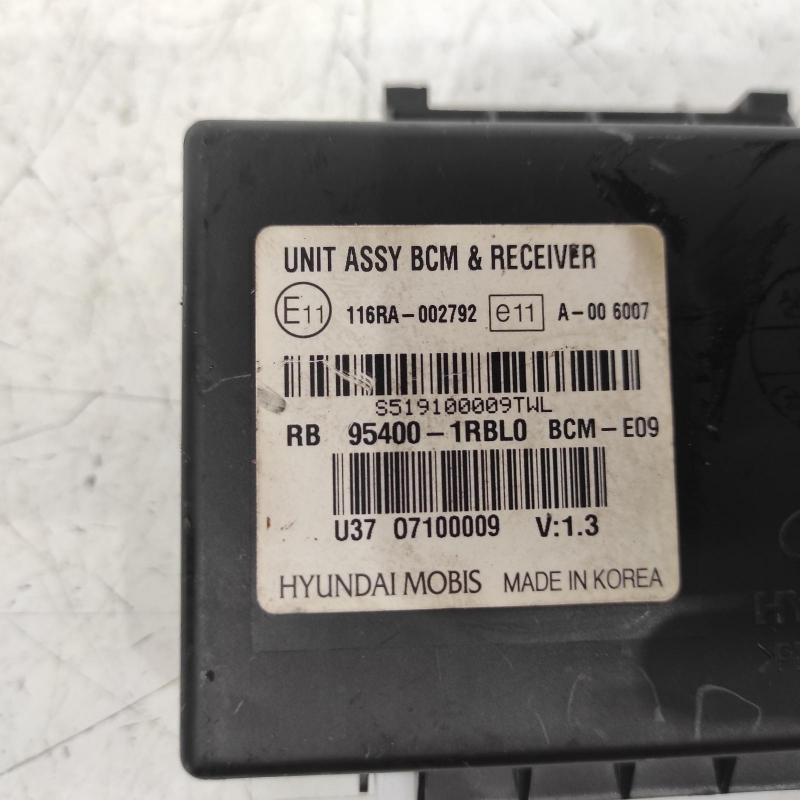 UNIT ASSY BCM & RECEIVER
E11 116RA-002792 e11 A-00 6007
S519100009TWL
RB 95400-1RBL0 BCM-E09
U37 07100009 V:1.3
HYUNDAI MOBIS MADE IN KOREA